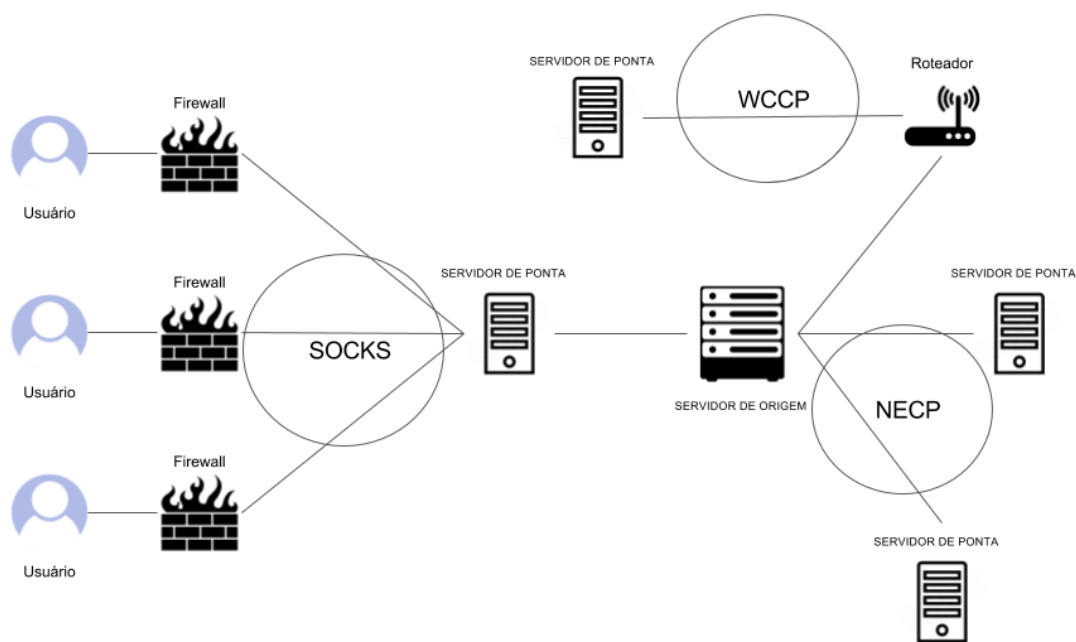 SERVIDOR DE PONTA
WCCP
Roteador
Firewall
Usuário
Firewall
SERVIDOR DE PONTA
SERVIDOR DE PONTA
SOCKS
Usuário
SERVIDOR DE ORIGEM
NECP
Firewall
SERVIDOR DE PONTA
Usuário